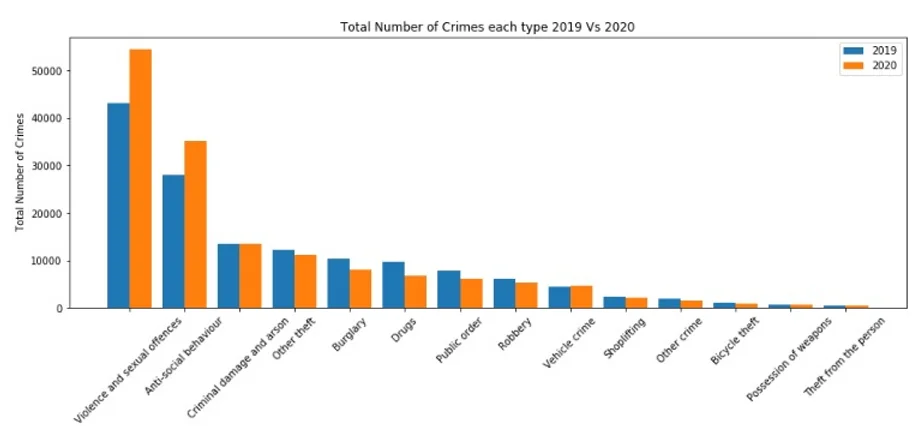 Total Number of Crimes each type 2019 Vs 2020
2019
2020
Total Number of Crimes
50000
40000
30000
20000
10000
0
Violence and sexual offences
Anti-social behaviour
Criminal damage and arson
Other theft
Burglary
Drugs
Public order
Robbery
Vehicle crime
Shoplifting
Other crime
Bicycle theft
Possession of weapons
Theft from the person